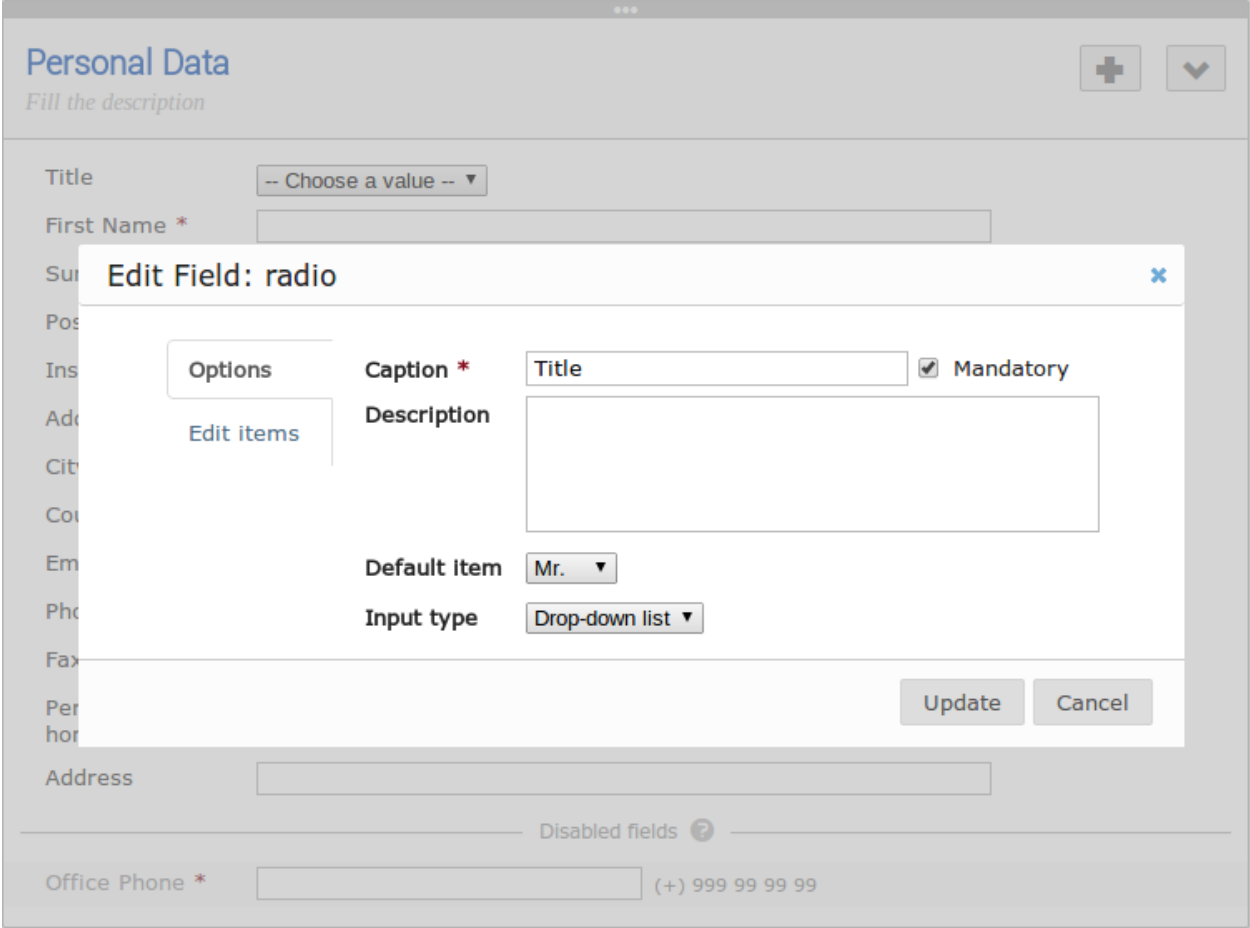 Personal Data
Fill the description
Title -- Choose a value --
First Name *
Edit Field: radio
Options
Edit items
Caption * Title Mandatory
Description
Default item Mr.
Input type Drop-down list
Update Cancel
Address
Disabled fields ?
Office Phone * (+) 999 99 99 99